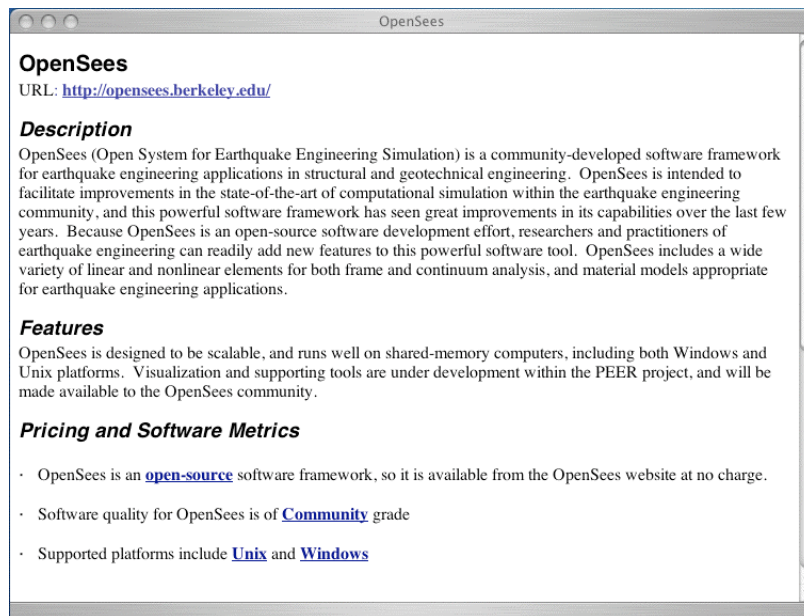 OpenSees
OpenSees
URL: http://opensees.berkeley.edu/
Description
OpenSees (Open System for Earthquake Engineering Simulation) is a community-developed software framework
for earthquake engineering applications in structural and geotechnical engineering. OpenSees is intended to
facilitate improvements in the state-of-the-art of computational simulation within the earthquake engineering
community, and this powerful software framework has seen great improvements in its capabilities over the last few
years. Because OpenSees is an open-source software development effort, researchers and practitioners of
earthquake engineering can readily add new features to this powerful software tool. OpenSees includes a wide
variety of linear and nonlinear elements for both frame and continuum analysis, and material models appropriate
for earthquake engineering applications.
Features
OpenSees is designed to be scalable, and runs well on shared-memory computers, including both Windows and
Unix platforms. Visualization and supporting tools are under development within the PEER project, and will be
made available to the OpenSees community.
Pricing and Software Metrics
· OpenSees is an open-source software framework, so it is available from the OpenSees website at no charge.
· Software quality for OpenSees is of Community grade
· Supported platforms include Unix and Windows